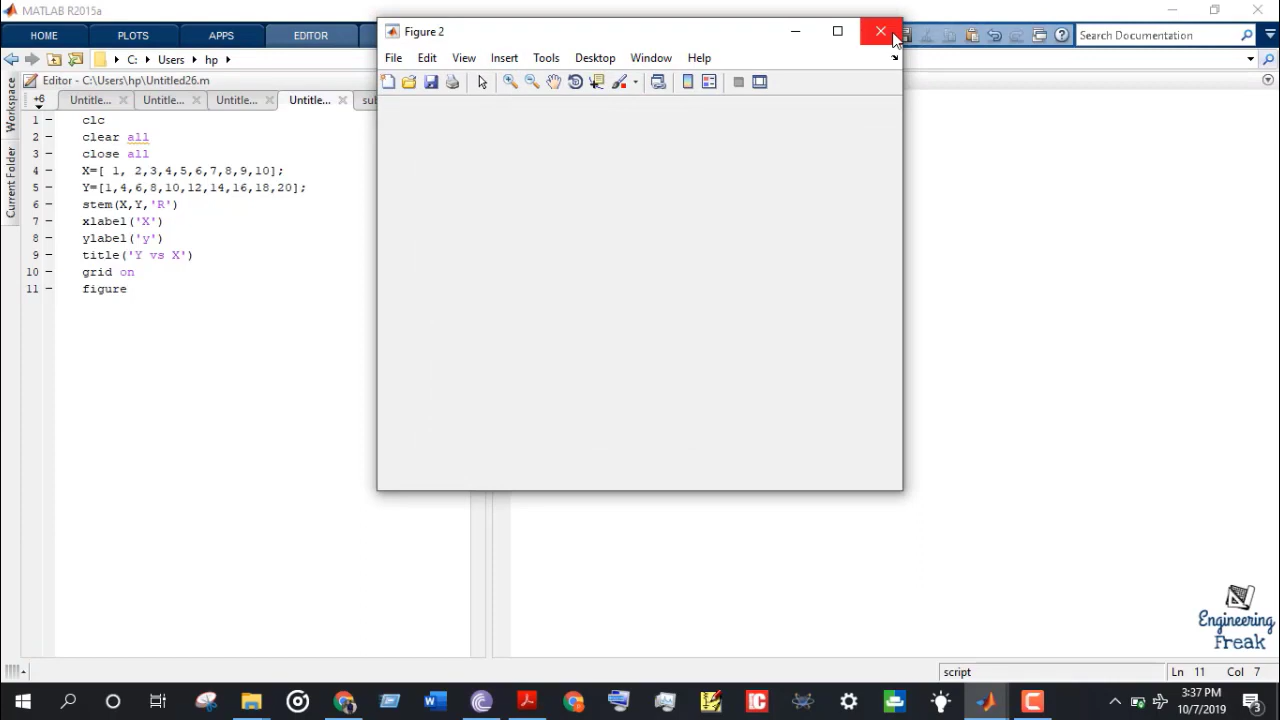 MATLAB R2015a
HOME PLOTS APPS EDITOR
Search Documentation
C: Users hp
Editor - C:\Users\hp\Untitled26.m
+6 Untitle... Untitle... Untitle... Untitle... sub
Workspace
Current Folder
1 clc
2 clear all
3 close all
4 X=[ 1, 2,3,4,5,6,7,8,9,10];
5 Y=[1,4,6,8,10,12,14,16,18,20];
6 stem(X,Y,'R')
7 xlabel('X')
8 ylabel('y')
9 title('Y vs X')
10 grid on
11 figure
Figure 2
File Edit View Insert Tools Desktop Window Help
Engineering
Freak
script Ln 11 Col 7
3:37 PM
10/7/2019
3